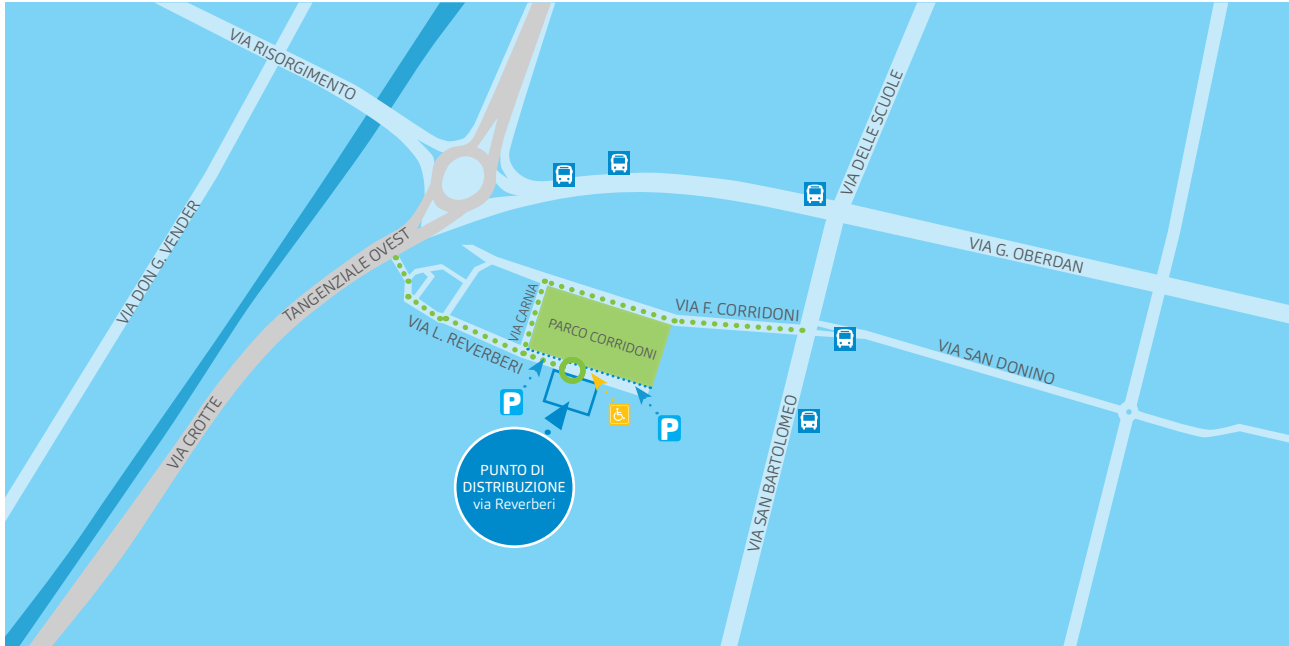 VIA RISORGIMENTO
VIA DELLE SCUOLE
VIA DON G. VENDER
TANGENZIALE OVEST
VIA G. OBERDAN
VIA CARNIA
VIA F. CORRIDONI
PARCO CORRIDONI
VIA L. REVERBERI
VIA SAN DONINO
P
P
VIA CROTTE
VIA SAN BARTOLOMEO
PUNTO DI
DISTRIBUZIONE
via Reverberi